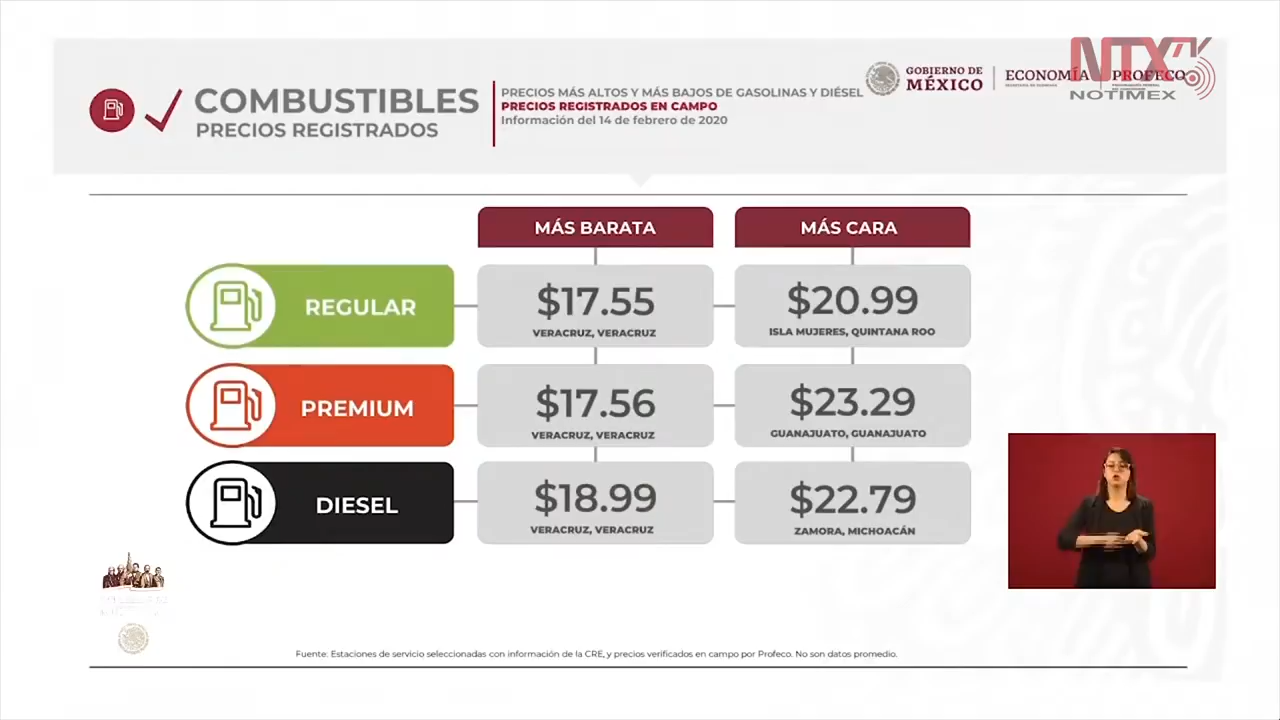 COMBUSTIBLES
PRECIOS REGISTRADOS
PRECIOS MÁS ALTOS Y MÁS BAJOS DE GASOLINAS Y DIÉSEL
PRECIOS REGISTRADOS EN CAMPO
Información del 14 de febrero de 2020
GOBIERNO DE
MÉXICO
ECONOMÍA
PROFECO
NTXTV
NOTIMEX
MÁS BARATA
MÁS CARA
REGULAR
$17.55
VERACRUZ, VERACRUZ
$20.99
ISLA MUJERES, QUINTANA ROO
PREMIUM
$17.56
VERACRUZ, VERACRUZ
$23.29
GUANAJUATO, GUANAJUATO
DIESEL
$18.99
VERACRUZ, VERACRUZ
$22.79
ZAMORA, MICHOACÁN
Fuente: Estaciones de servicio seleccionadas con información de la CRE, y precios verificados en campo por Profeco. No son datos promedio.